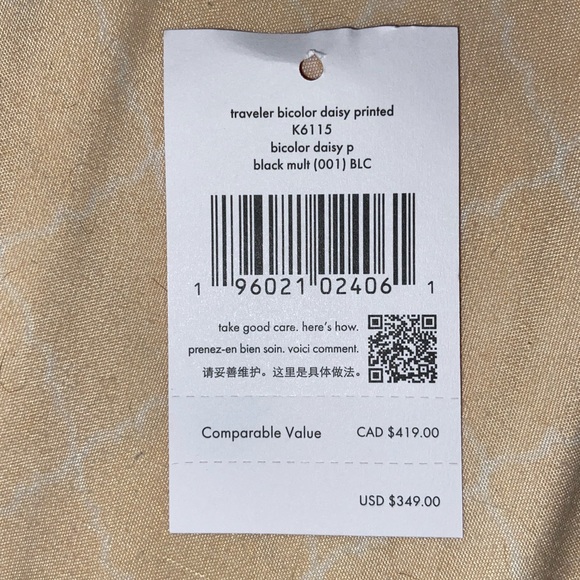 traveler bicolor daisy printed
K6115
bicolor daisy p
black mult (001) BLC
1 96021 02406 1
take good care. here's how.
prenez-en bien soin. voici comment.
请妥善维护。这里是具体做法。
Comparable Value CAD $419.00
USD $349.00